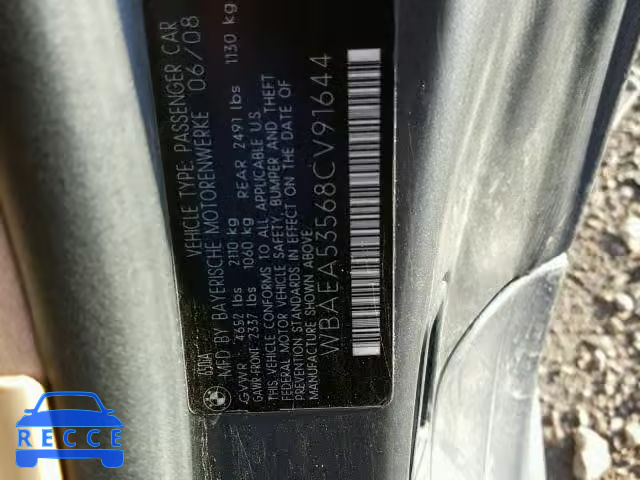 VEHICLE TYPE: PASSENGER CAR
MFD BY BAYERISCHE MOTORENWERKE 06/08
GVWR 4652 lbs 2110 kg
GAWR-FRONT 2337 lbs 1060 kg REAR 2491 lbs 1130 kg
THIS VEHICLE CONFORMS TO ALL APPLICABLE U.S.
FEDERAL MOTOR VEHICLE SAFETY, BUMPER AND THEFT
PREVENTION STANDARDS IN EFFECT ON THE DATE OF
MANUFACTURE SHOWN ABOVE
WBAEA53568CV91644
RECCE